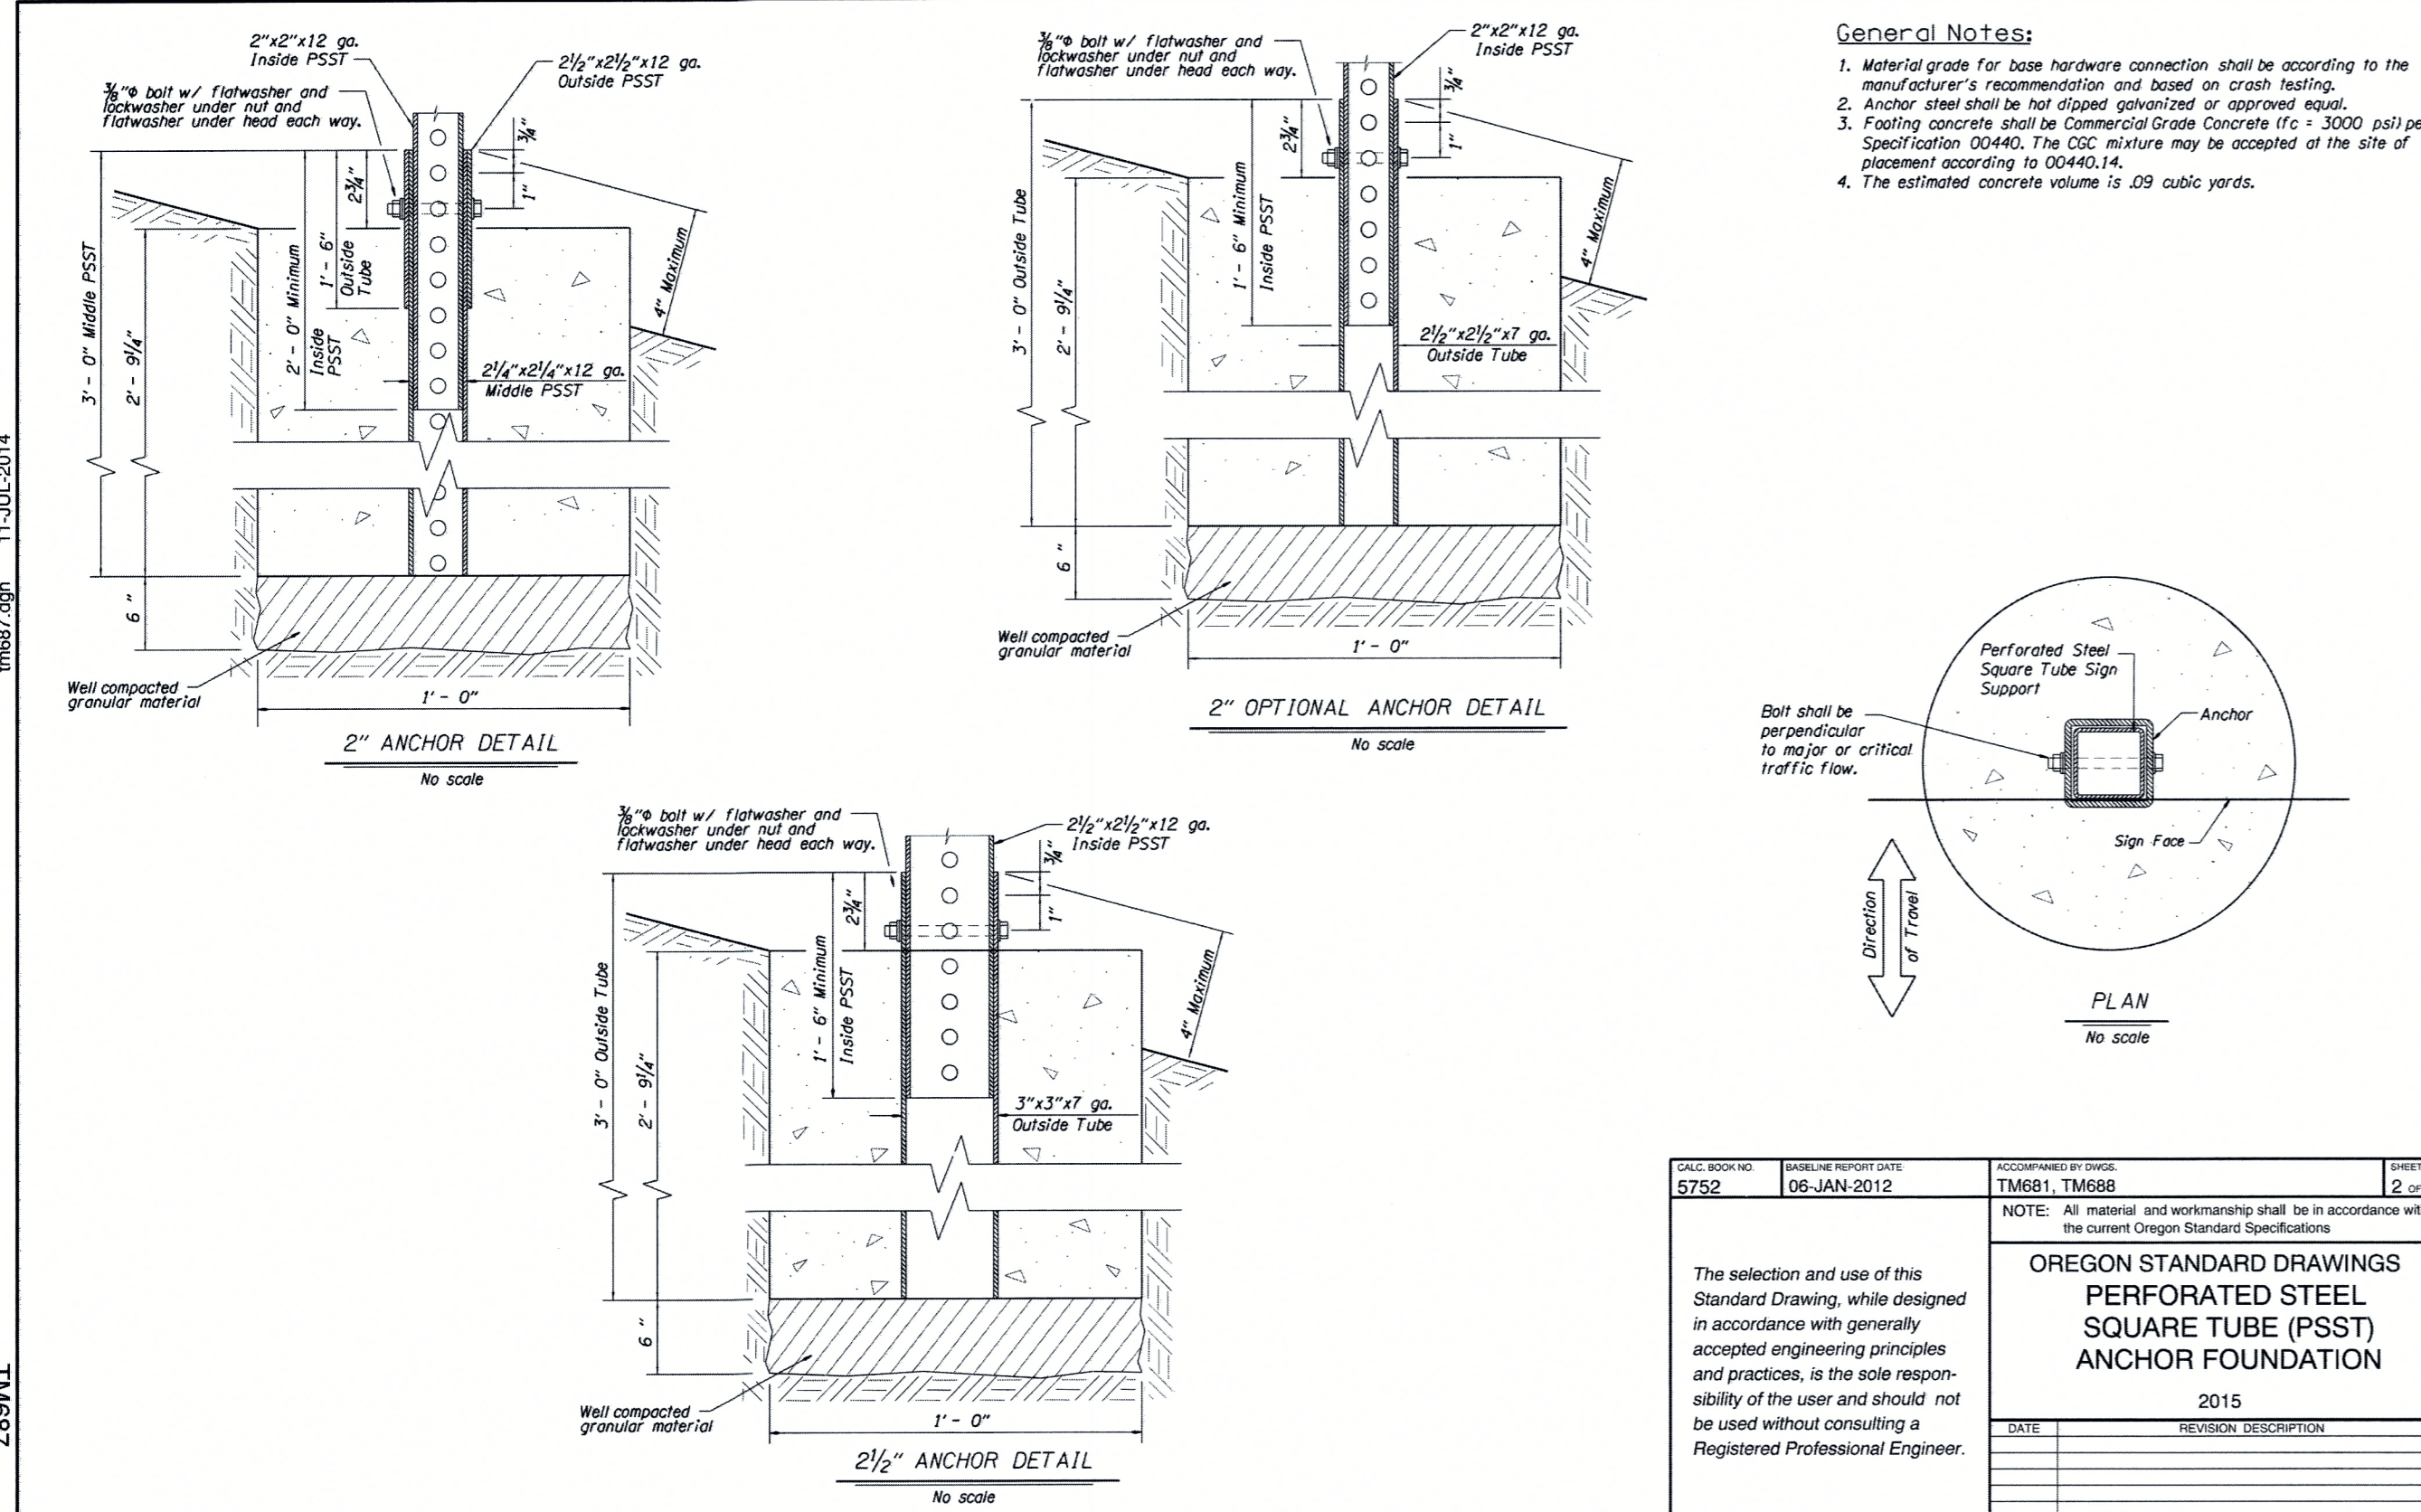 2"x2"x12 ga.
Inside PSST
2½"x2½"x12 ga.
Outside PSST
⅜"Φ bolt w/ flatwasher and
lockwasher under nut and
flatwasher under head each way.
¾"
1"
2¾"
1' - 6"
Outside
Tube
2' - 0" Minimum
Inside
PSST
3' - 0" Middle PSST
2' - 9¼"
4" Maximum
2¼"x2¼"x12 ga.
Middle PSST
6 "
Well compacted
granular material
1' - 0"
2" ANCHOR DETAIL
No scale
⅜"Φ bolt w/ flatwasher and
lockwasher under nut and
flatwasher under head each way.
2"x2"x12 ga.
Inside PSST
¾"
1"
2¾"
1' - 6" Minimum
Inside PSST
3' - 0" Outside Tube
2' - 9¼"
4" Maximum
2½"x2½"x7 ga.
Outside Tube
6 "
Well compacted
granular material
1' - 0"
2" OPTIONAL ANCHOR DETAIL
No scale
⅜"Φ bolt w/ flatwasher and
lockwasher under nut and
flatwasher under head each way.
2½"x2½"x12 ga.
Inside PSST
¾"
1"
2¾"
1' - 6" Minimum
Inside PSST
3' - 0" Outside Tube
2' - 9¼"
4" Maximum
3"x3"x7 ga.
Outside Tube
6 "
Well compacted
granular material
1' - 0"
2½" ANCHOR DETAIL
No scale
General Notes:
1. Material grade for base hardware connection shall be according to the
manufacturer's recommendation and based on crash testing.
2. Anchor steel shall be hot dipped galvanized or approved equal.
3. Footing concrete shall be Commercial Grade Concrete (fc = 3000 psi) pe
Specification 00440. The CGC mixture may be accepted at the site of
placement according to 00440.14.
4. The estimated concrete volume is .09 cubic yards.
Perforated Steel
Square Tube Sign
Support
Anchor
Bolt shall be
perpendicular
to major or critical
traffic flow.
Sign Face
Direction
of Travel
PLAN
No scale
CALC. BOOK NO.
5752
BASELINE REPORT DATE
06-JAN-2012
ACCOMPANIED BY DWGS.
TM681, TM688
SHEET
2 OF
NOTE: All material and workmanship shall be in accordance wit
the current Oregon Standard Specifications
The selection and use of this
Standard Drawing, while designed
in accordance with generally
accepted engineering principles
and practices, is the sole respon-
sibility of the user and should not
be used without consulting a
Registered Professional Engineer.
OREGON STANDARD DRAWINGS
PERFORATED STEEL
SQUARE TUBE (PSST)
ANCHOR FOUNDATION
2015
DATE
REVISION DESCRIPTION
tm687.dgn 11-JUL-2014
TM687